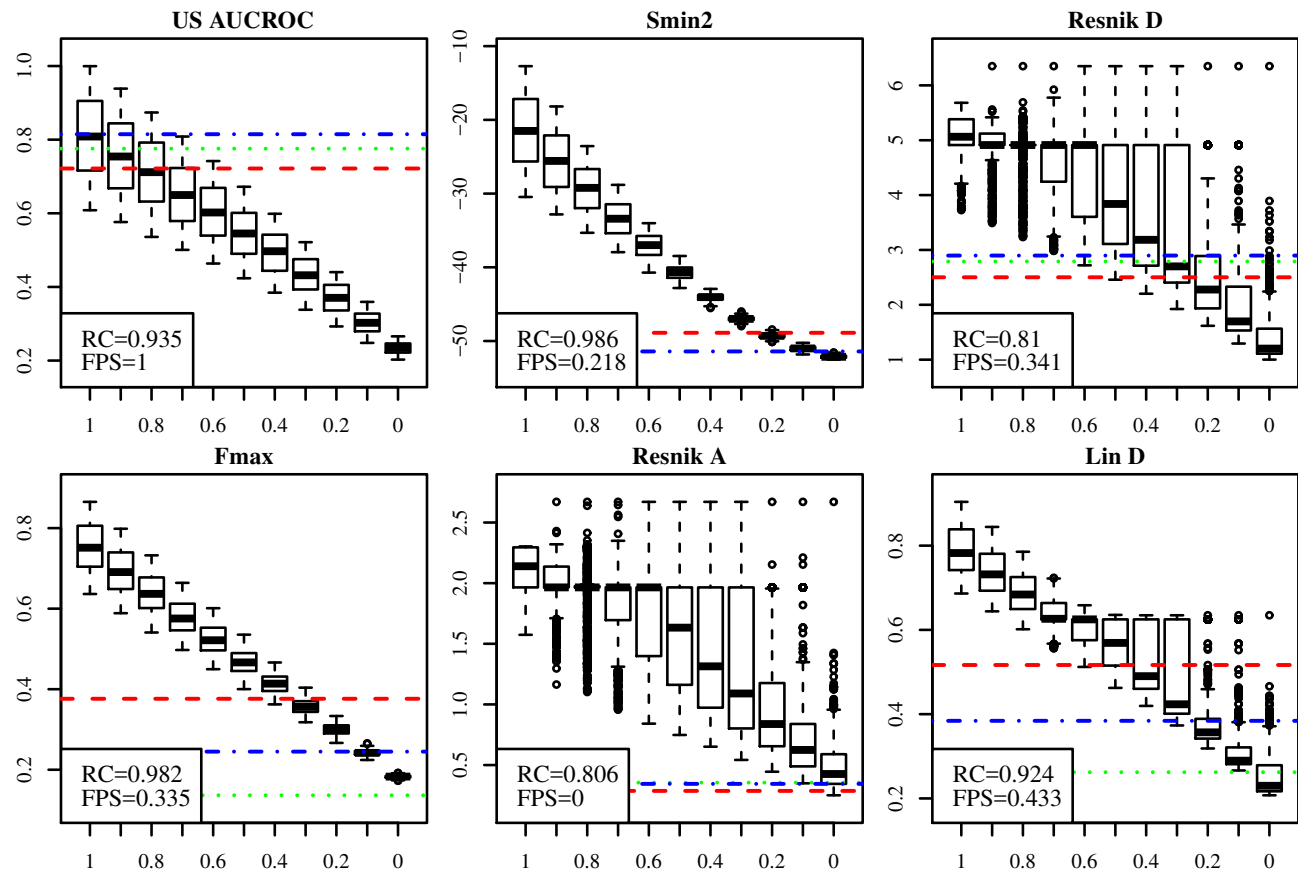 US AUCROC
1.0
0.8
0.6
0.4
0.2
RC=0.935
FPS=1
1 0.8 0.6 0.4 0.2 0
Smin2
−10
−20
−30
−40
−50
RC=0.986
FPS=0.218
1 0.8 0.6 0.4 0.2 0
Resnik D
6
5
4
3
2
1
RC=0.81
FPS=0.341
1 0.8 0.6 0.4 0.2 0
Fmax
0.8
0.6
0.4
0.2
RC=0.982
FPS=0.335
1 0.8 0.6 0.4 0.2 0
Resnik A
2.5
2.0
1.5
1.0
0.5
RC=0.806
FPS=0
1 0.8 0.6 0.4 0.2 0
Lin D
0.8
0.6
0.4
0.2
RC=0.924
FPS=0.433
1 0.8 0.6 0.4 0.2 0